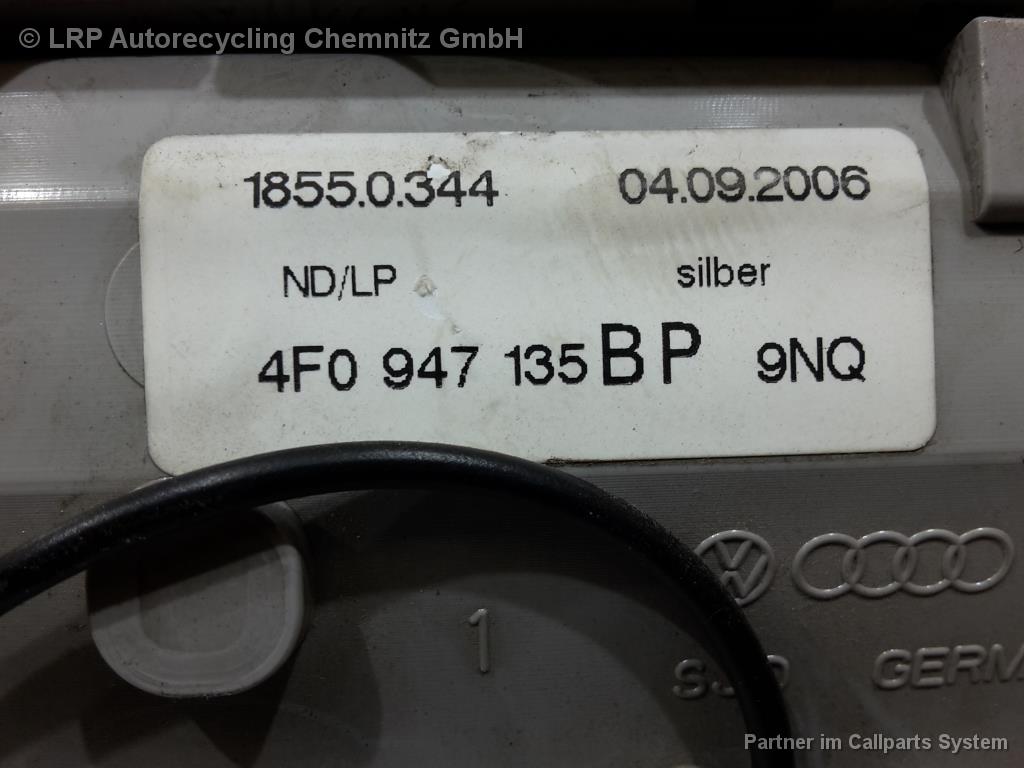 © LRP Autorecycling Chemnitz GmbH
1855.0.344 04.09.2006
ND/LP silber
4F0 947 135 BP 9NQ
1
Partner im Callparts System